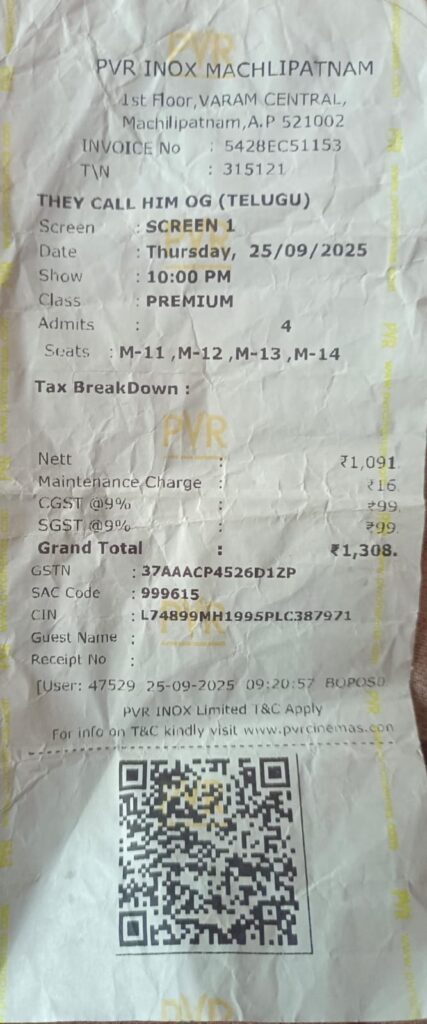 PVR INOX MACHLIPATNAM
1st Floor,VARAM CENTRAL,
Machilipatnam,A.P 521002
INVOICE No : 5428EC51153
T\N : 315121
THEY CALL HIM OG (TELUGU)
Screen : SCREEN 1
Date : Thursday, 25/09/2025
Show : 10:00 PM
Class : PREMIUM
Admits : 4
Seats : M-11 ,M-12 ,M-13 ,M-14
Tax BreakDown :
PVR
Nett : ₹1,091.
Maintenance Charge : ₹16.
CGST @9% : ₹99.
SGST @9% : ₹99.
Grand Total : ₹1,308.
GSTN : 37AAACP4526D1ZP
SAC Code : 999615
CIN : L74899MH1995PLC387971
Guest Name :
Receipt No :
[User: 47529 25-09-2025 09:20:57 BOPOS
PVR INOX Limited T&C Apply
For info on T&C kindly visit www.pvrcinemas.con